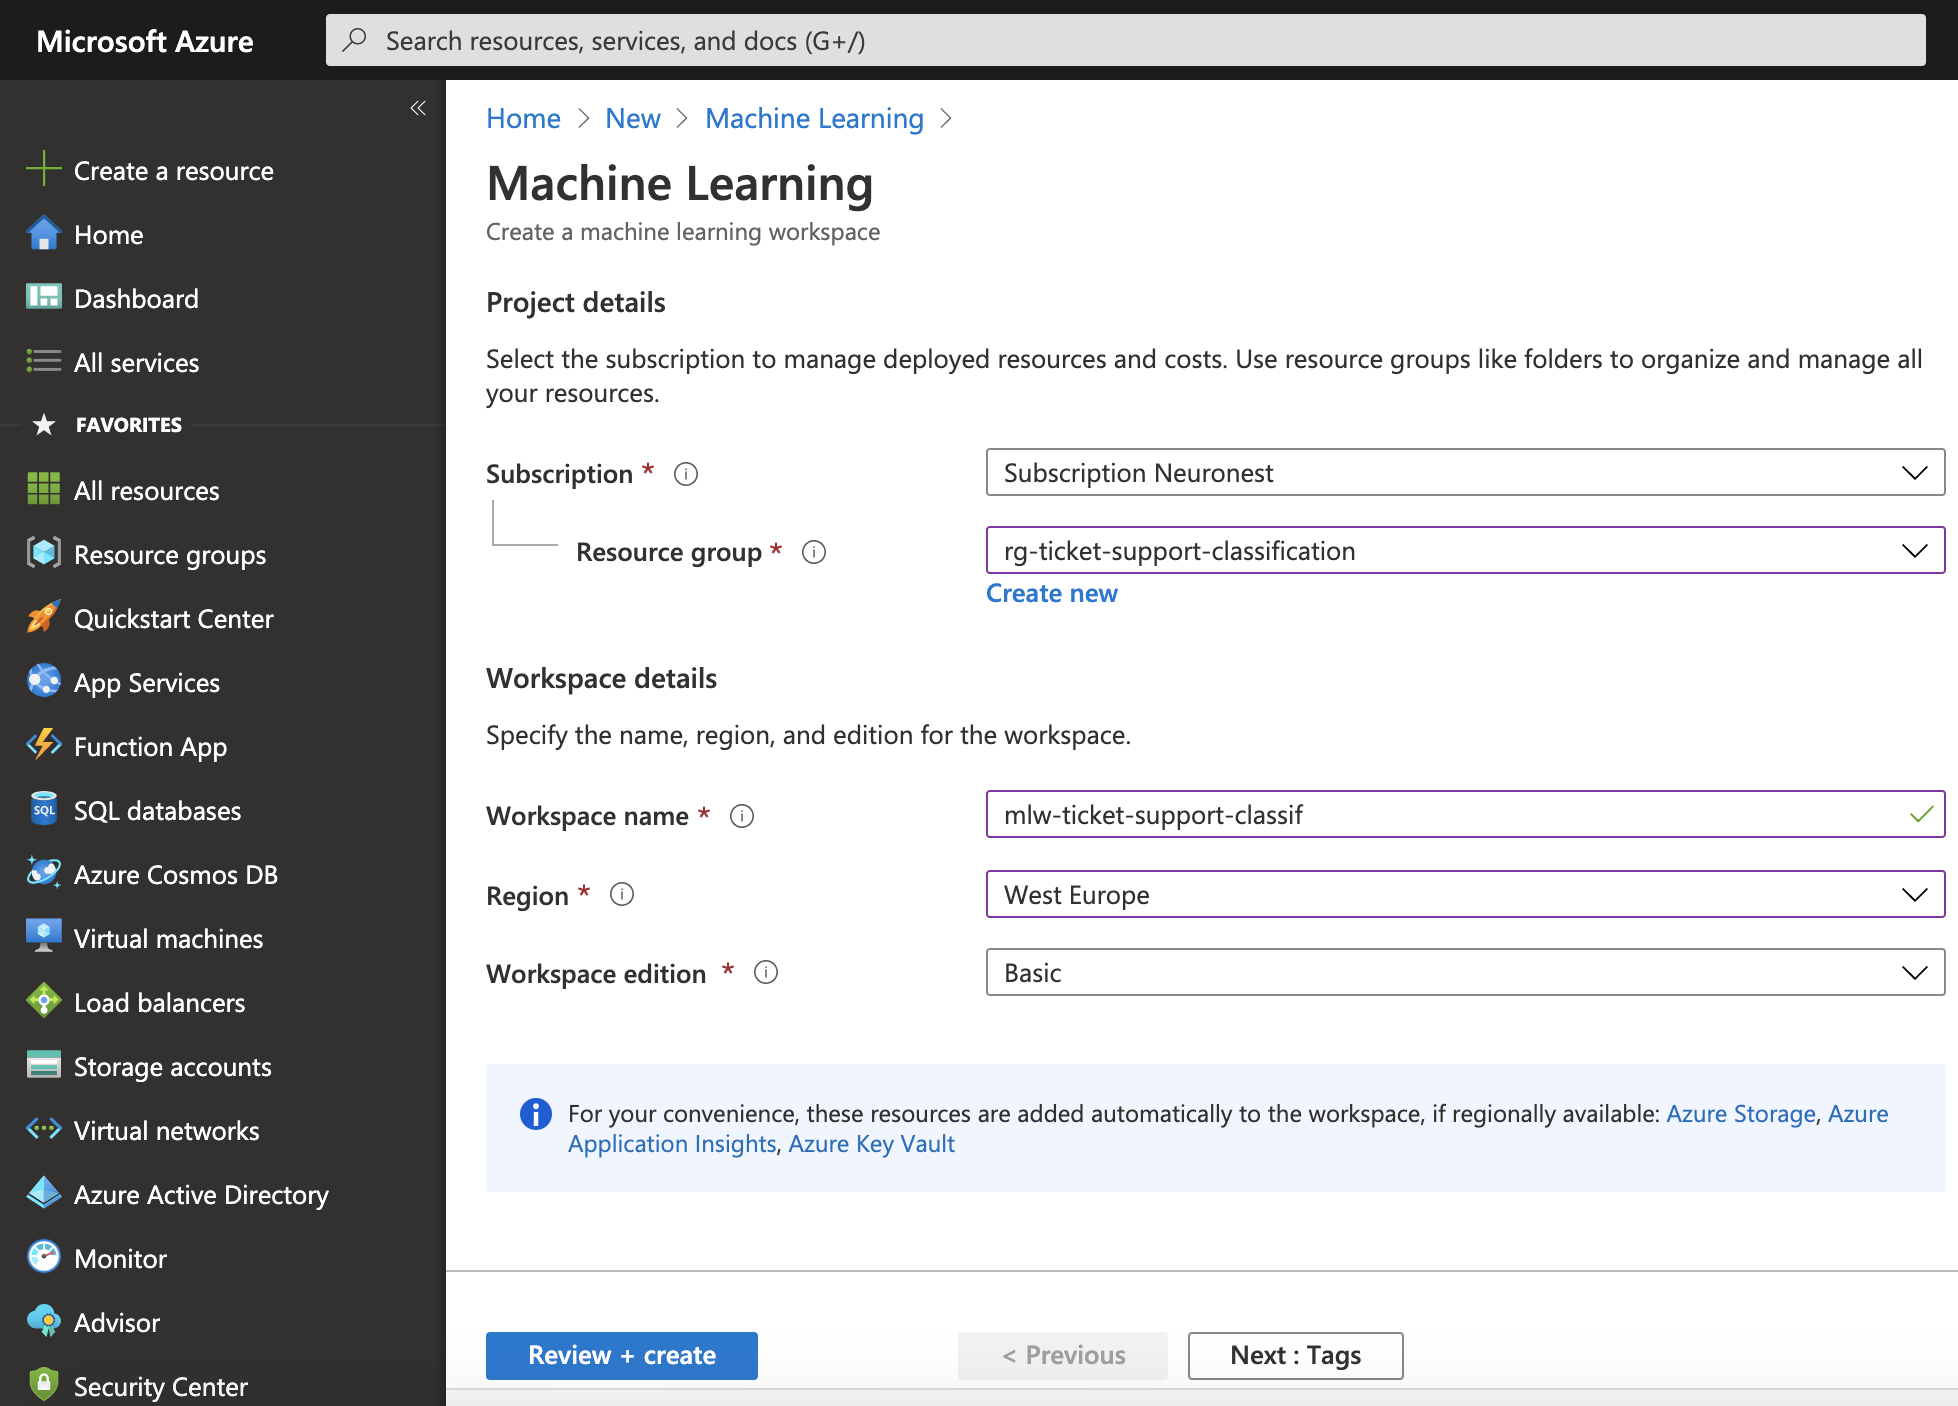 Microsoft Azure
Search resources, services, and docs (G+/)
«
Create a resource
Home
Dashboard
All services
FAVORITES
All resources
Resource groups
Quickstart Center
App Services
Function App
SQL databases
Azure Cosmos DB
Virtual machines
Load balancers
Storage accounts
Virtual networks
Azure Active Directory
Monitor
Advisor
Security Center
Home > New > Machine Learning >
Machine Learning
Create a machine learning workspace
Project details
Select the subscription to manage deployed resources and costs. Use resource groups like folders to organize and manage all
your resources.
Subscription * Subscription Neuronest
Resource group * rg-ticket-support-classification
Create new
Workspace details
Specify the name, region, and edition for the workspace.
Workspace name * mlw-ticket-support-classif
Region * West Europe
Workspace edition * Basic
For your convenience, these resources are added automatically to the workspace, if regionally available: Azure Storage, Azure
Application Insights, Azure Key Vault
Review + create
< Previous
Next : Tags